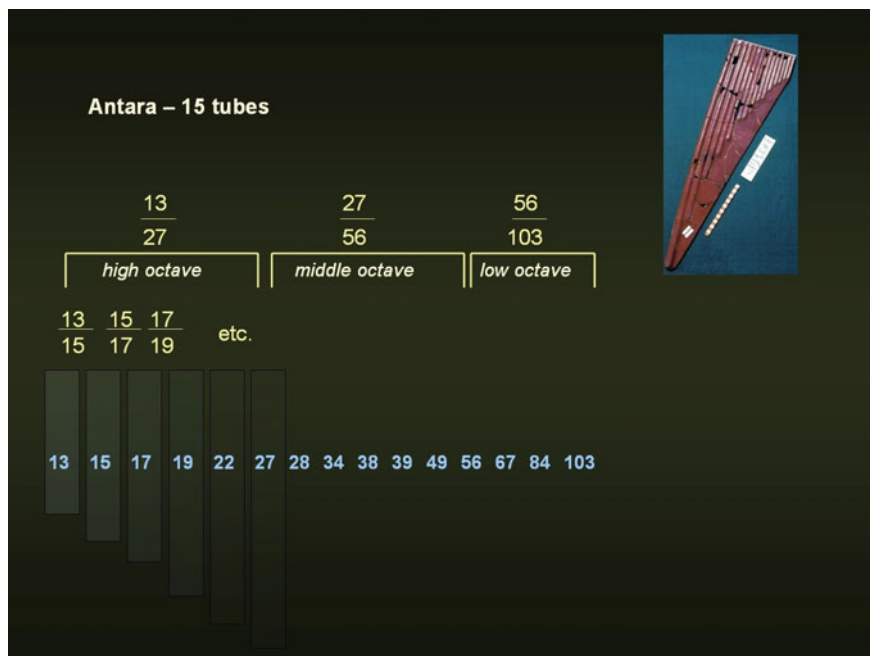 Antara – 15 tubes
13 27 56
27 56 103
high octave middle octave low octave
13 15 17
15 17 19
etc.
13 15 17 19 22 27 28 34 38 39 49 56 67 84 103